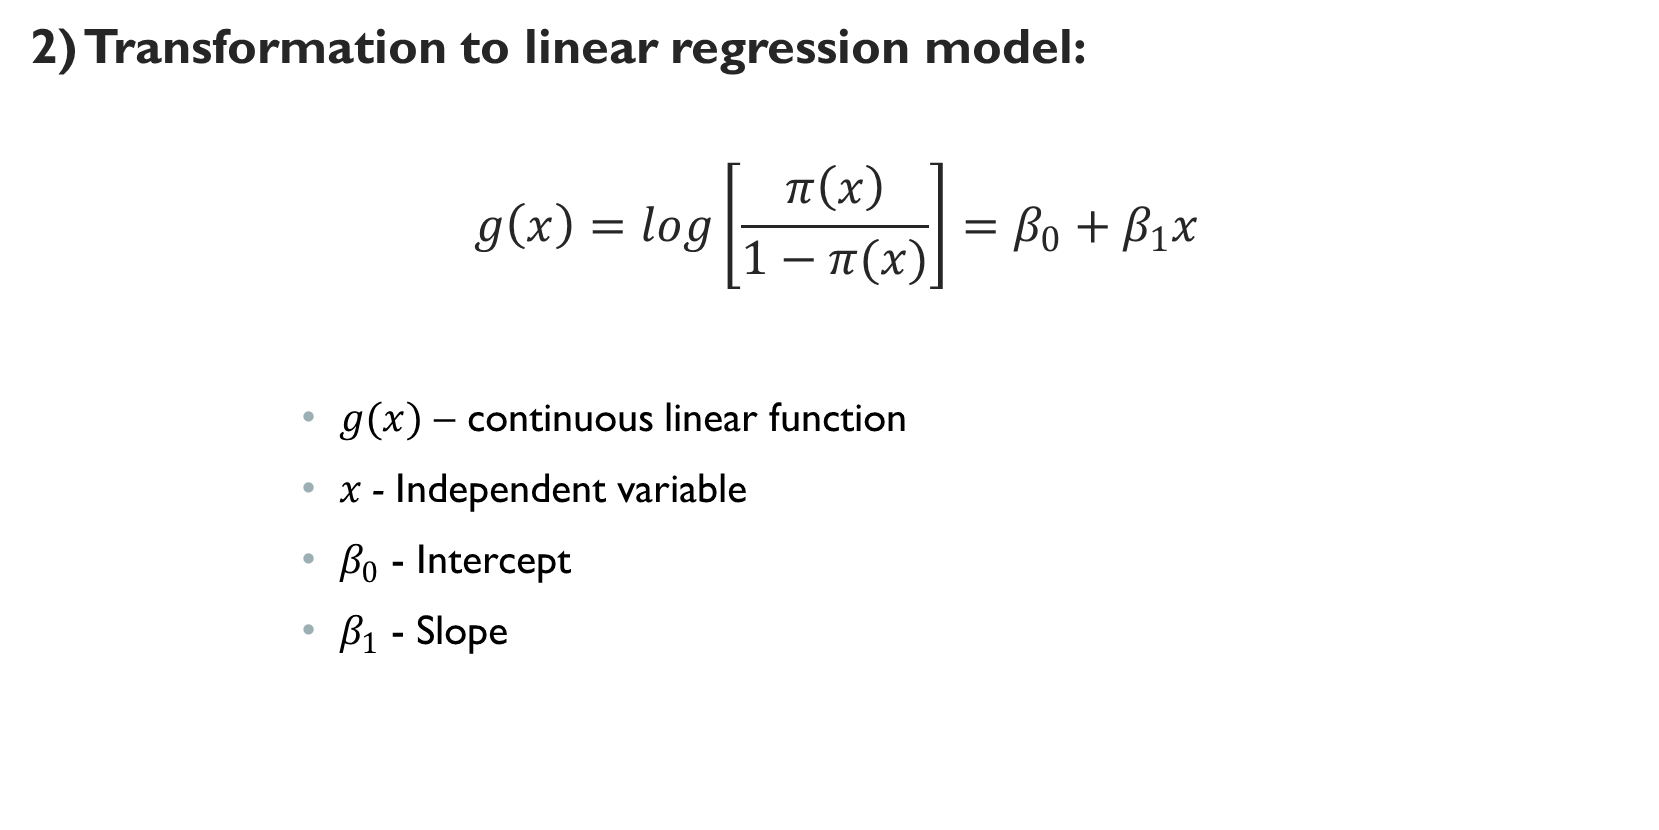 2) Transformation to linear regression model:
g(x) = log[π(x) / 1 − π(x)] = β₀ + β₁x
• g(x) – continuous linear function
• x - Independent variable
• β₀ - Intercept
• β₁ - Slope